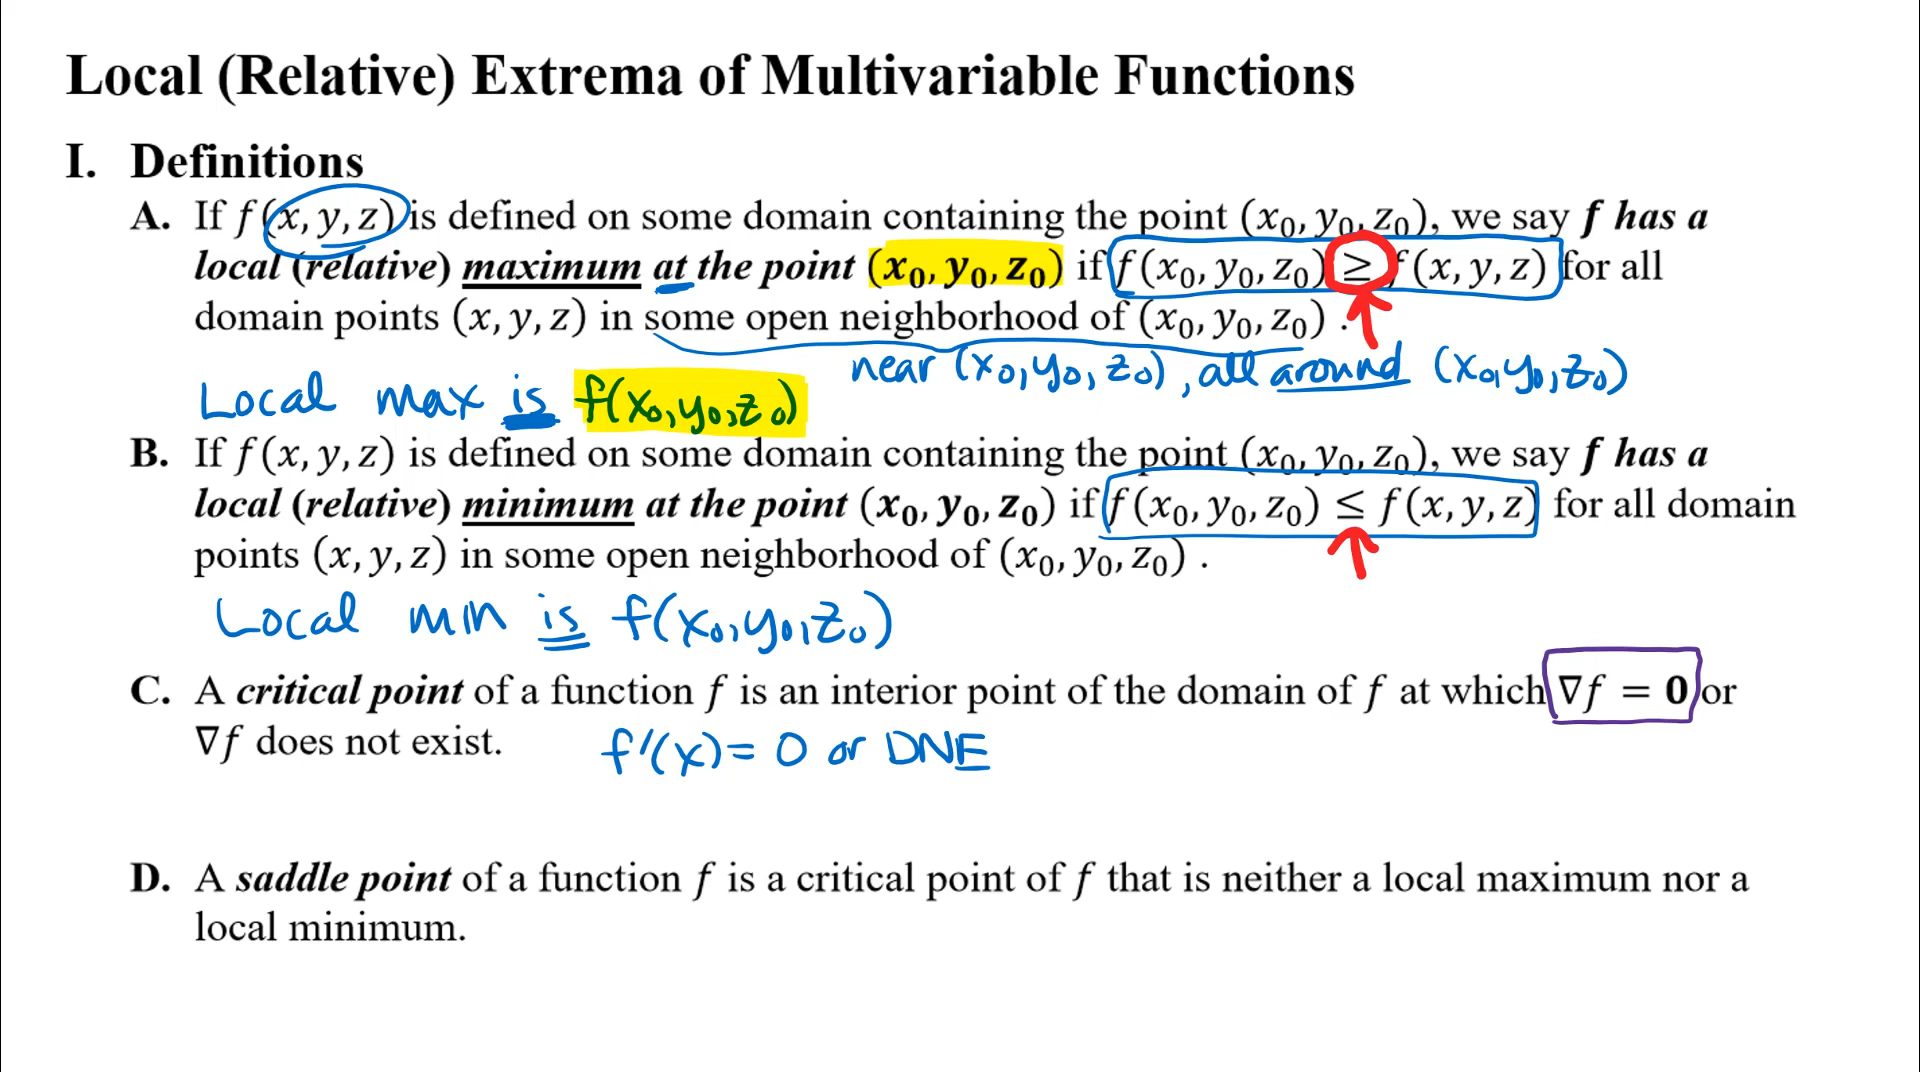 Local (Relative) Extrema of Multivariable Functions
I. Definitions
A. If f(x, y, z) is defined on some domain containing the point (x₀, y₀, z₀), we say f has a
local (relative) maximum at the point (x₀, y₀, z₀) if f(x₀, y₀, z₀) ≥ f(x, y, z) for all
domain points (x, y, z) in some open neighborhood of (x₀, y₀, z₀) .
near (x₀,y₀,z₀), all around (x₀,y₀,z₀)
Local max is f(x₀,y₀,z₀)
B. If f(x, y, z) is defined on some domain containing the point (x₀, y₀, z₀), we say f has a
local (relative) minimum at the point (x₀, y₀, z₀) if f(x₀, y₀, z₀) ≤ f(x, y, z) for all domain
points (x, y, z) in some open neighborhood of (x₀, y₀, z₀) .
Local min is f(x₀,y₀,z₀)
C. A critical point of a function f is an interior point of the domain of f at which ∇f = 0 or
∇f does not exist.
f'(x) = 0 or DNE
D. A saddle point of a function f is a critical point of f that is neither a local maximum nor a
local minimum.